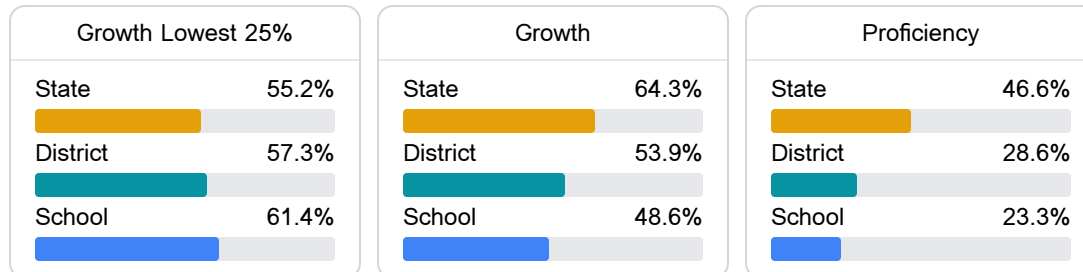 Growth Lowest 25%
State 55.2%
District 57.3%
School 61.4%
Growth
State 64.3%
District 53.9%
School 48.6%
Proficiency
State 46.6%
District 28.6%
School 23.3%